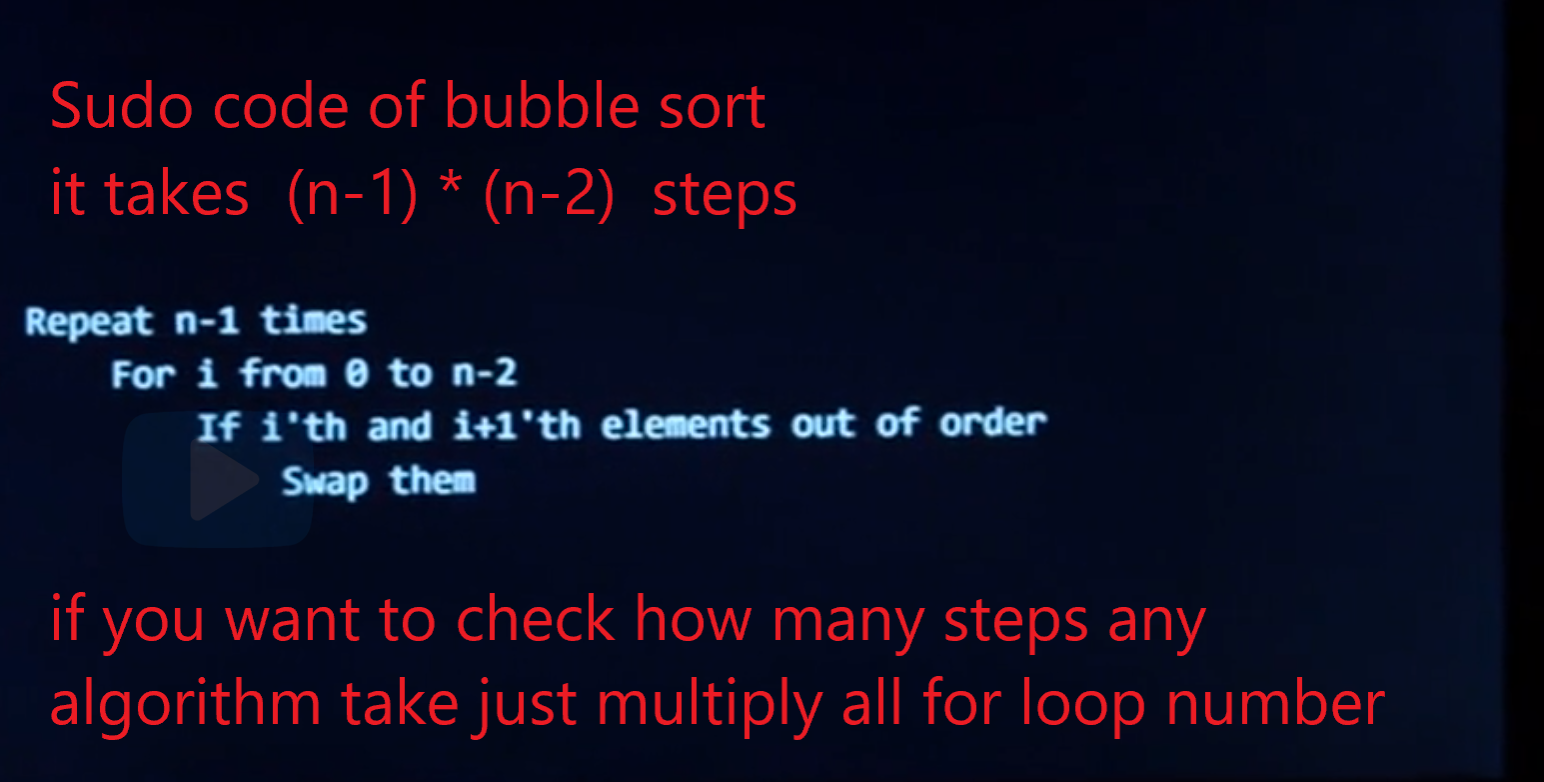 Sudo code of bubble sort
it takes (n-1) * (n-2) steps
Repeat n-1 times
For i from 0 to n-2
If i'th and i+1'th elements out of order
Swap them
if you want to check how many steps any
algorithm take just multiply all for loop number